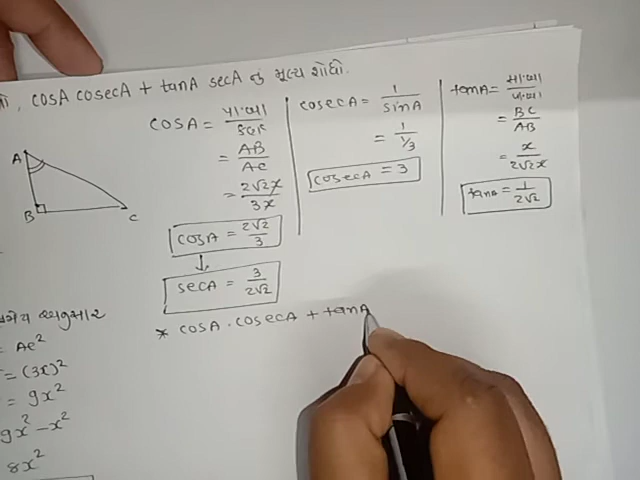 cosA cosecA + tanA secA નું મૂલ્ય શોધો.
A
B
C
cosA = પા.બા / કર્ણ
= AB / AC
= 2√2x / 3x
cosA = 2√2 / 3
↓
secA = 3 / 2√2
cosecA = 1 / sinA
= 1 / 1/3
cosecA = 3
tanA = સા.બા / પા.બા
= BC / AB
= x / 2√2x
tanA = 1 / 2√2
અનુસાર
= AC²
= (3x)²
= 9x²
9x² - x²
8x²
* cosA . cosecA + tanA